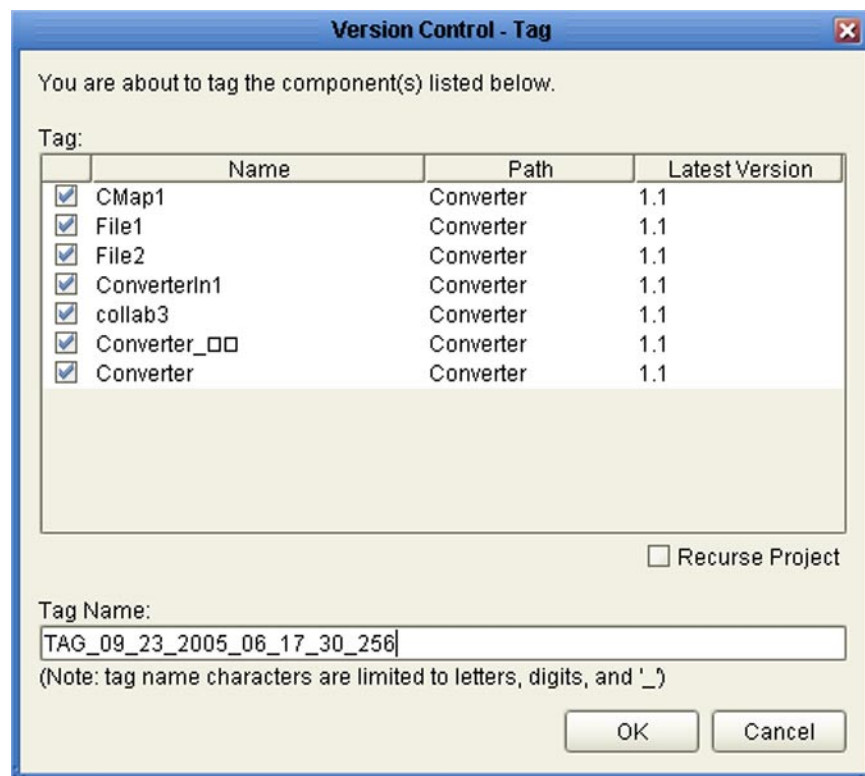 Version Control - Tag
You are about to tag the component(s) listed below.
Tag:
Name Path Latest Version
CMap1 Converter 1.1
File1 Converter 1.1
File2 Converter 1.1
ConverterIn1 Converter 1.1
collab3 Converter 1.1
Converter_□□ Converter 1.1
Converter Converter 1.1
Recurse Project
Tag Name:
TAG_09_23_2005_06_17_30_256
(Note: tag name characters are limited to letters, digits, and '_')
OK Cancel